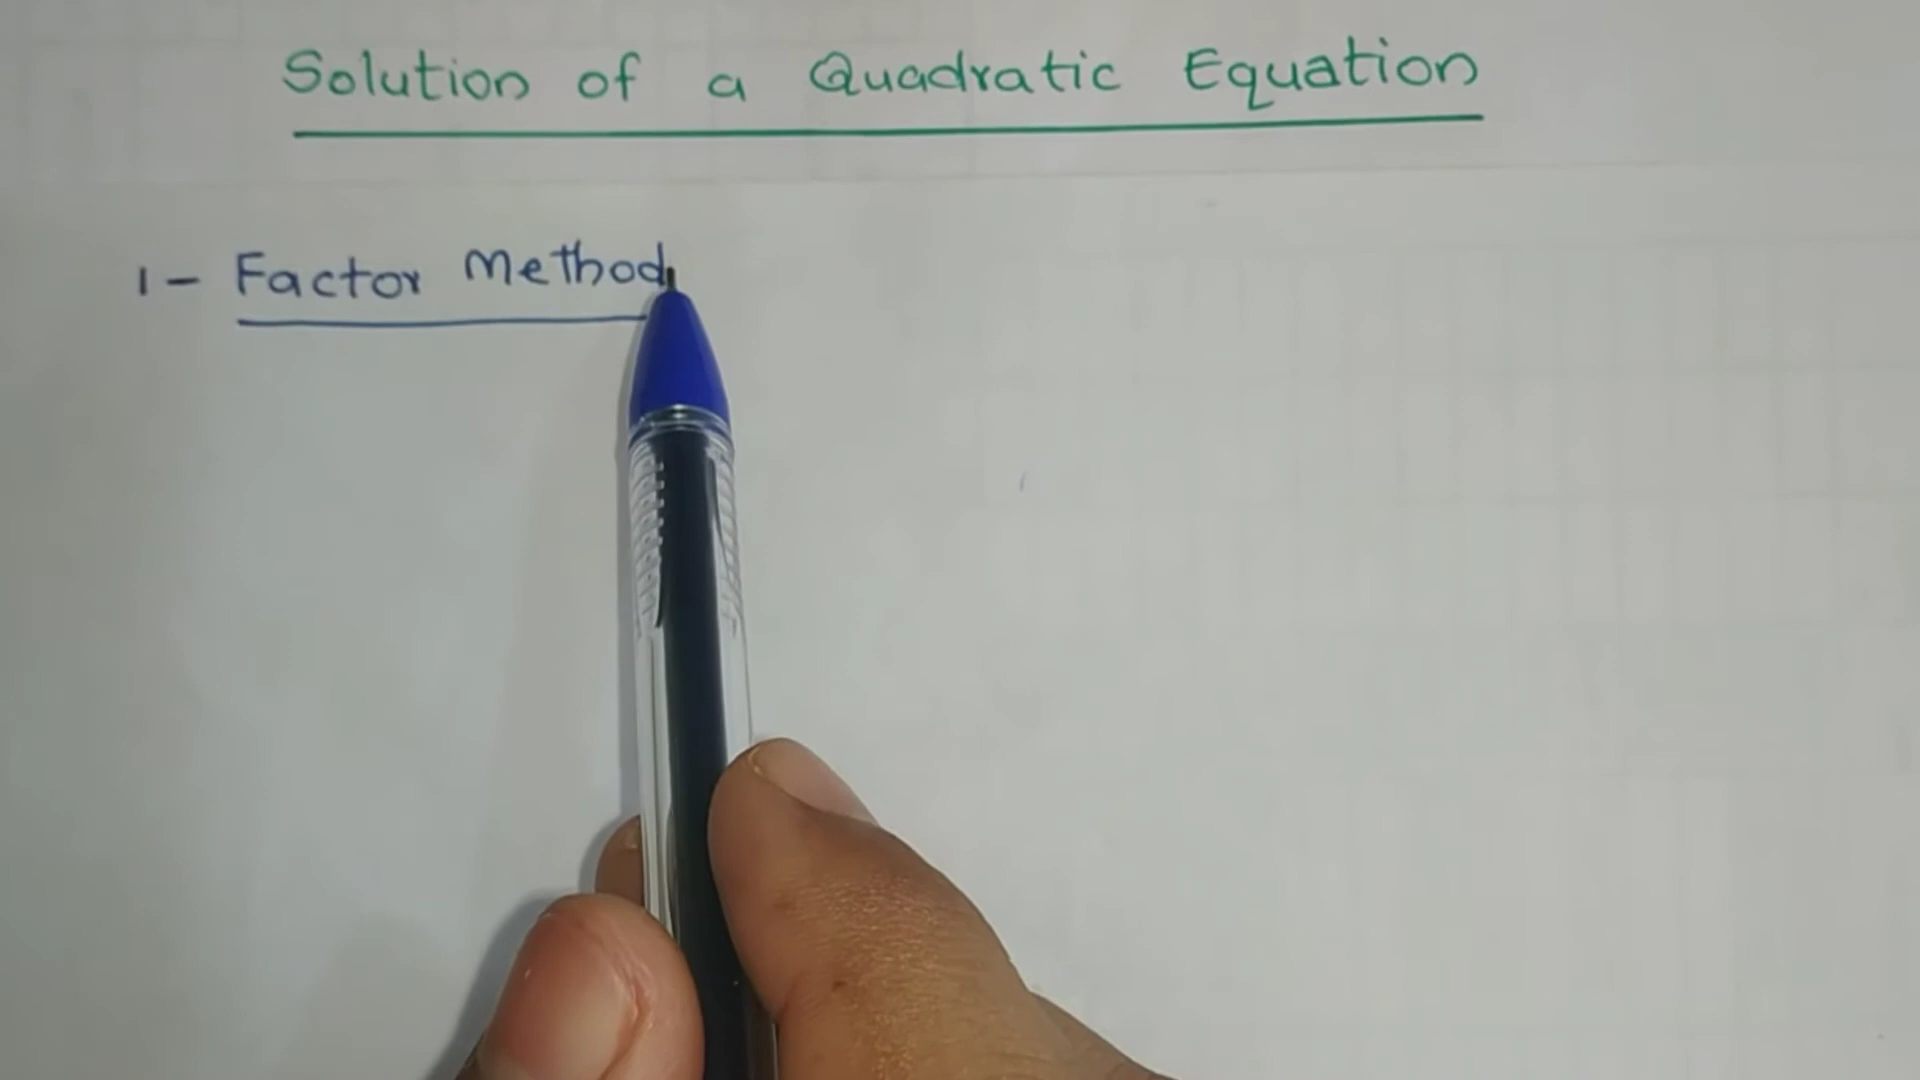 Solution of a Quadratic Equation
1- Factor Method